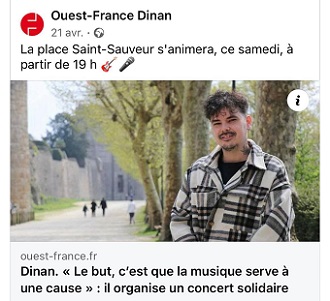 Ouest-France Dinan
21 avr. ·
La place Saint-Sauveur s'animera, ce samedi, à
partir de 19 h 🎸 🎤
ouest-france.fr
Dinan. « Le but, c'est que la musique serve à
une cause » : il organise un concert solidaire